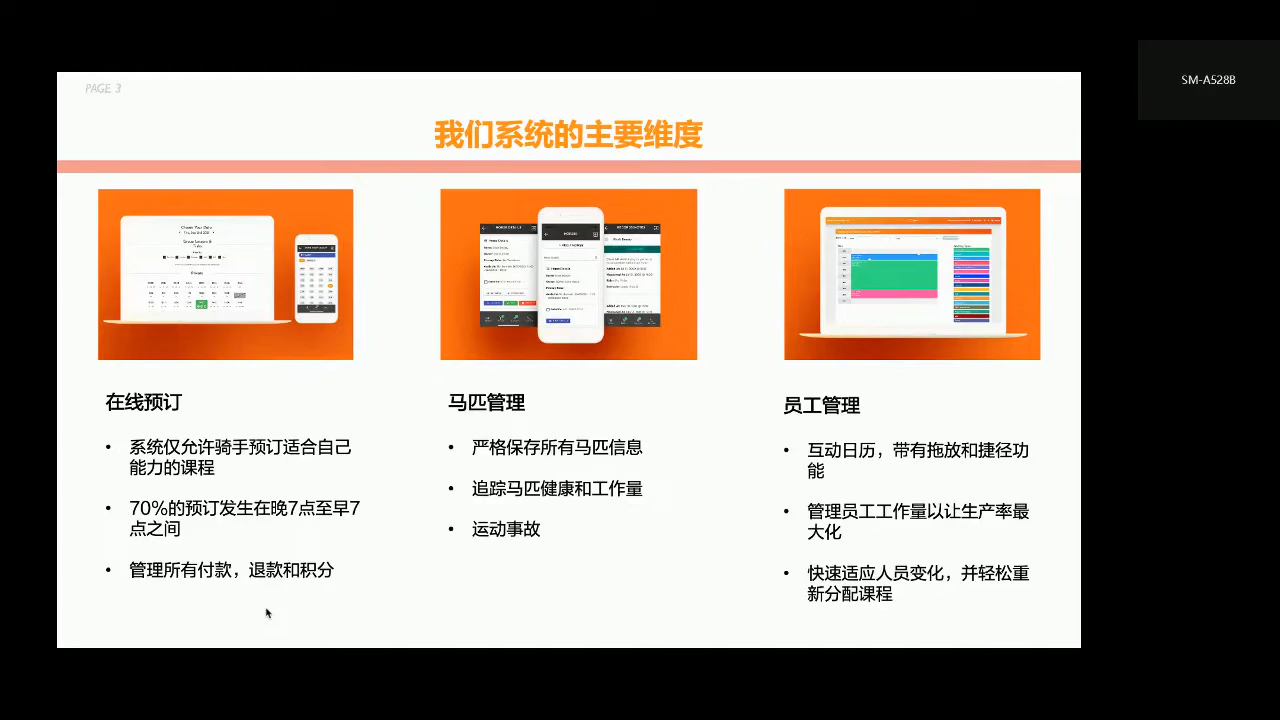 PAGE 3
SM-A528B
我们系统的主要维度
在线预订
系统仅允许骑手预订适合自己
能力的课程
70%的预订发生在晚7点至早7
点之间
管理所有付款，退款和积分
马匹管理
严格保存所有马匹信息
追踪马匹健康和工作量
运动事故
员工管理
互动日历，带有拖放和捷径功
能
管理员工工作量以让生产率最
大化
快速适应人员变化，并轻松重
新分配课程